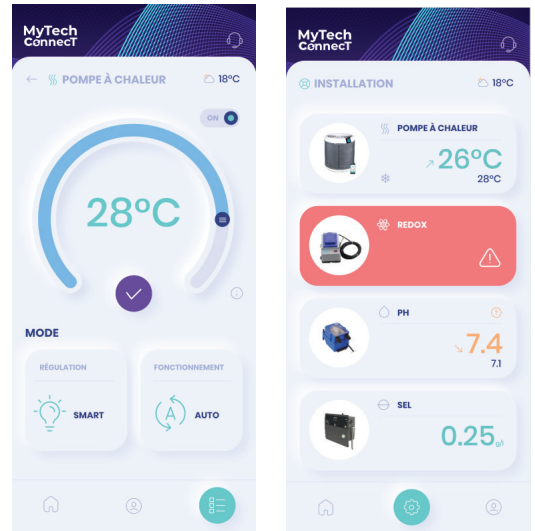 MyTech
ConnecT
POMPE À CHALEUR
18°C
ON
28°C
MODE
RÉGULATION
SMART
FONCTIONNEMENT
A
AUTO
MyTech
ConnecT
INSTALLATION
18°C
POMPE À CHALEUR
26°C
28°C
REDOX
PH
7.4
7.1
SEL
0.25 g/l